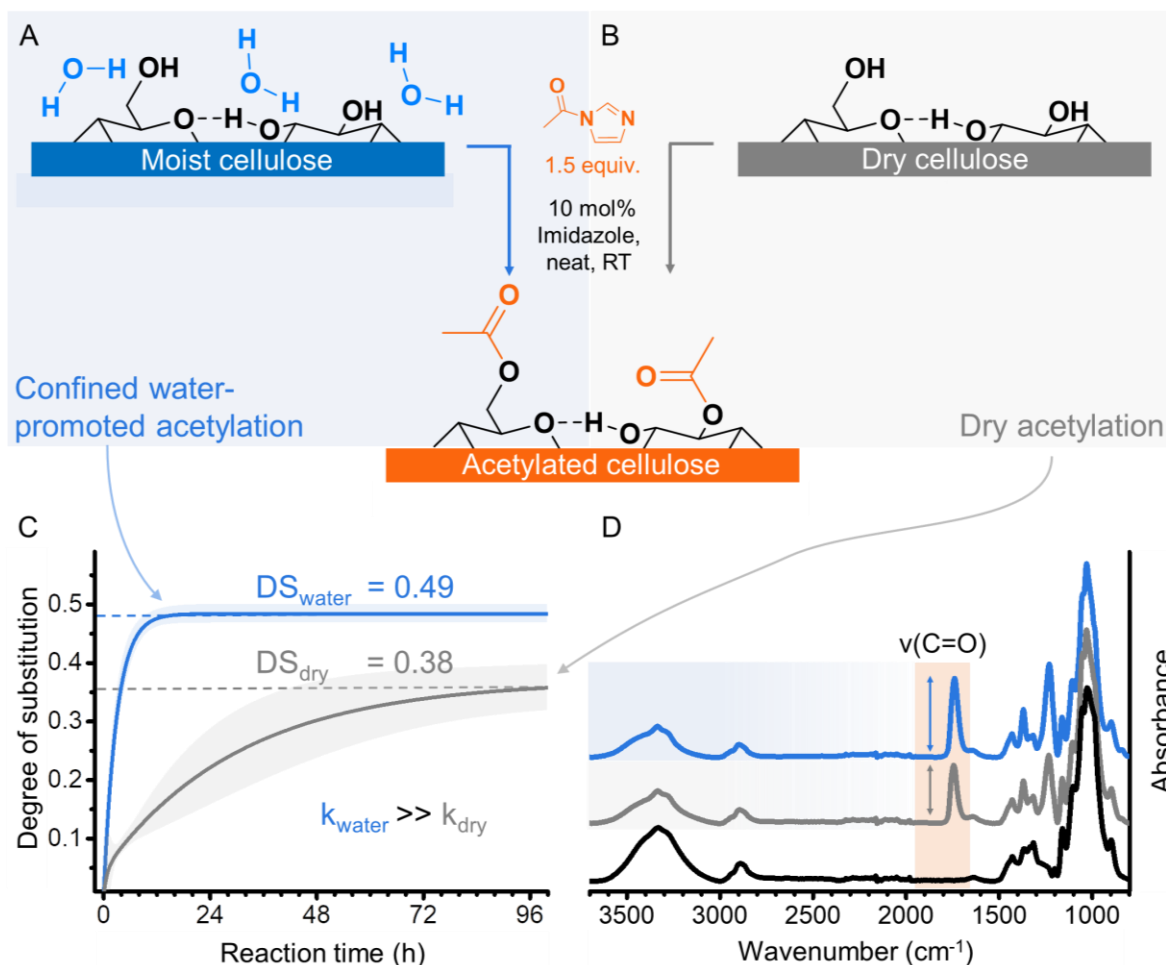 A
B
H
O
H
H
O
H
H
O
H
OH
O
H
O
OH
Moist cellulose
O
N
N
1.5 equiv.
10 mol%
Imidazole,
neat, RT
OH
O
H
O
OH
Dry cellulose
O
O
O
H
O
O
O
Acetylated cellulose
Confined water-
promoted acetylation
Dry acetylation
C
Degree of substitution
0.5
0.4
0.3
0.2
0.1
DSwater = 0.49
DSdry = 0.38
kwater >> kdry
0
24
48
72
96
Reaction time (h)
D
ν(C=O)
Absorbance
3500
3000
2500
2000
1500
1000
Wavenumber (cm⁻¹)